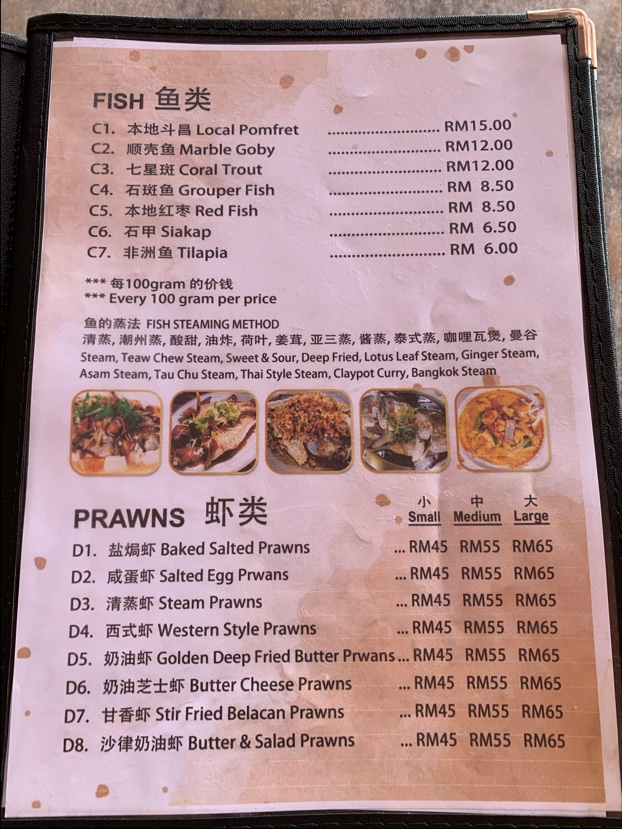 FISH 鱼类
C1. 本地斗昌 Local Pomfret ............................ RM15.00
C2. 顺壳鱼 Marble Goby ............................ RM12.00
C3. 七星斑 Coral Trout ............................ RM12.00
C4. 石斑鱼 Grouper Fish ............................ RM 8.50
C5. 本地红枣 Red Fish ............................ RM 8.50
C6. 石甲 Siakap ............................ RM 6.50
C7. 非洲鱼 Tilapia ............................ RM 6.00
*** 每100gram 的价钱
*** Every 100 gram per price
鱼的蒸法 FISH STEAMING METHOD
清蒸, 潮州蒸, 酸甜, 油炸, 荷叶, 姜茸, 亚三蒸, 酱蒸, 泰式蒸, 咖哩瓦煲, 曼谷
Steam, Teaw Chew Steam, Sweet & Sour, Deep Fried, Lotus Leaf Steam, Ginger Steam,
Asam Steam, Tau Chu Steam, Thai Style Steam, Claypot Curry, Bangkok Steam
PRAWNS 虾类
小 中 大
Small Medium Large
D1. 盐焗虾 Baked Salted Prawns ... RM45 RM55 RM65
D2. 咸蛋虾 Salted Egg Prwans ... RM45 RM55 RM65
D3. 清蒸虾 Steam Prawns ... RM45 RM55 RM65
D4. 西式虾 Western Style Prawns ... RM45 RM55 RM65
D5. 奶油虾 Golden Deep Fried Butter Prwans ... RM45 RM55 RM65
D6. 奶油芝士虾 Butter Cheese Prawns ... RM45 RM55 RM65
D7. 甘香虾 Stir Fried Belacan Prawns ... RM45 RM55 RM65
D8. 沙律奶油虾 Butter & Salad Prawns ... RM45 RM55 RM65